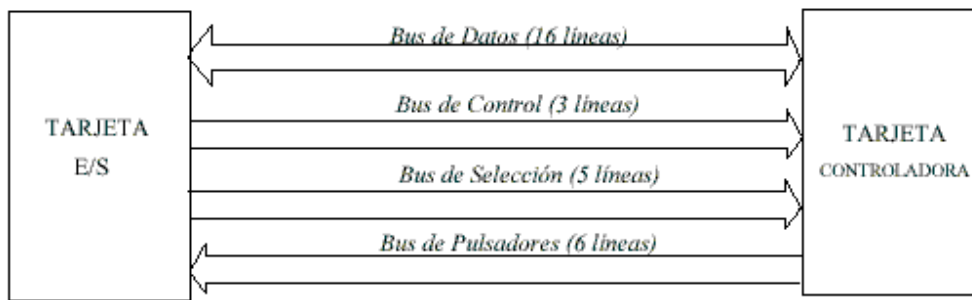 Bus de Datos (16 líneas)
Bus de Control (3 líneas)
TARJETA
E/S
TARJETA
CONTROLADORA
Bus de Selección (5 líneas)
Bus de Pulsadores (6 líneas)